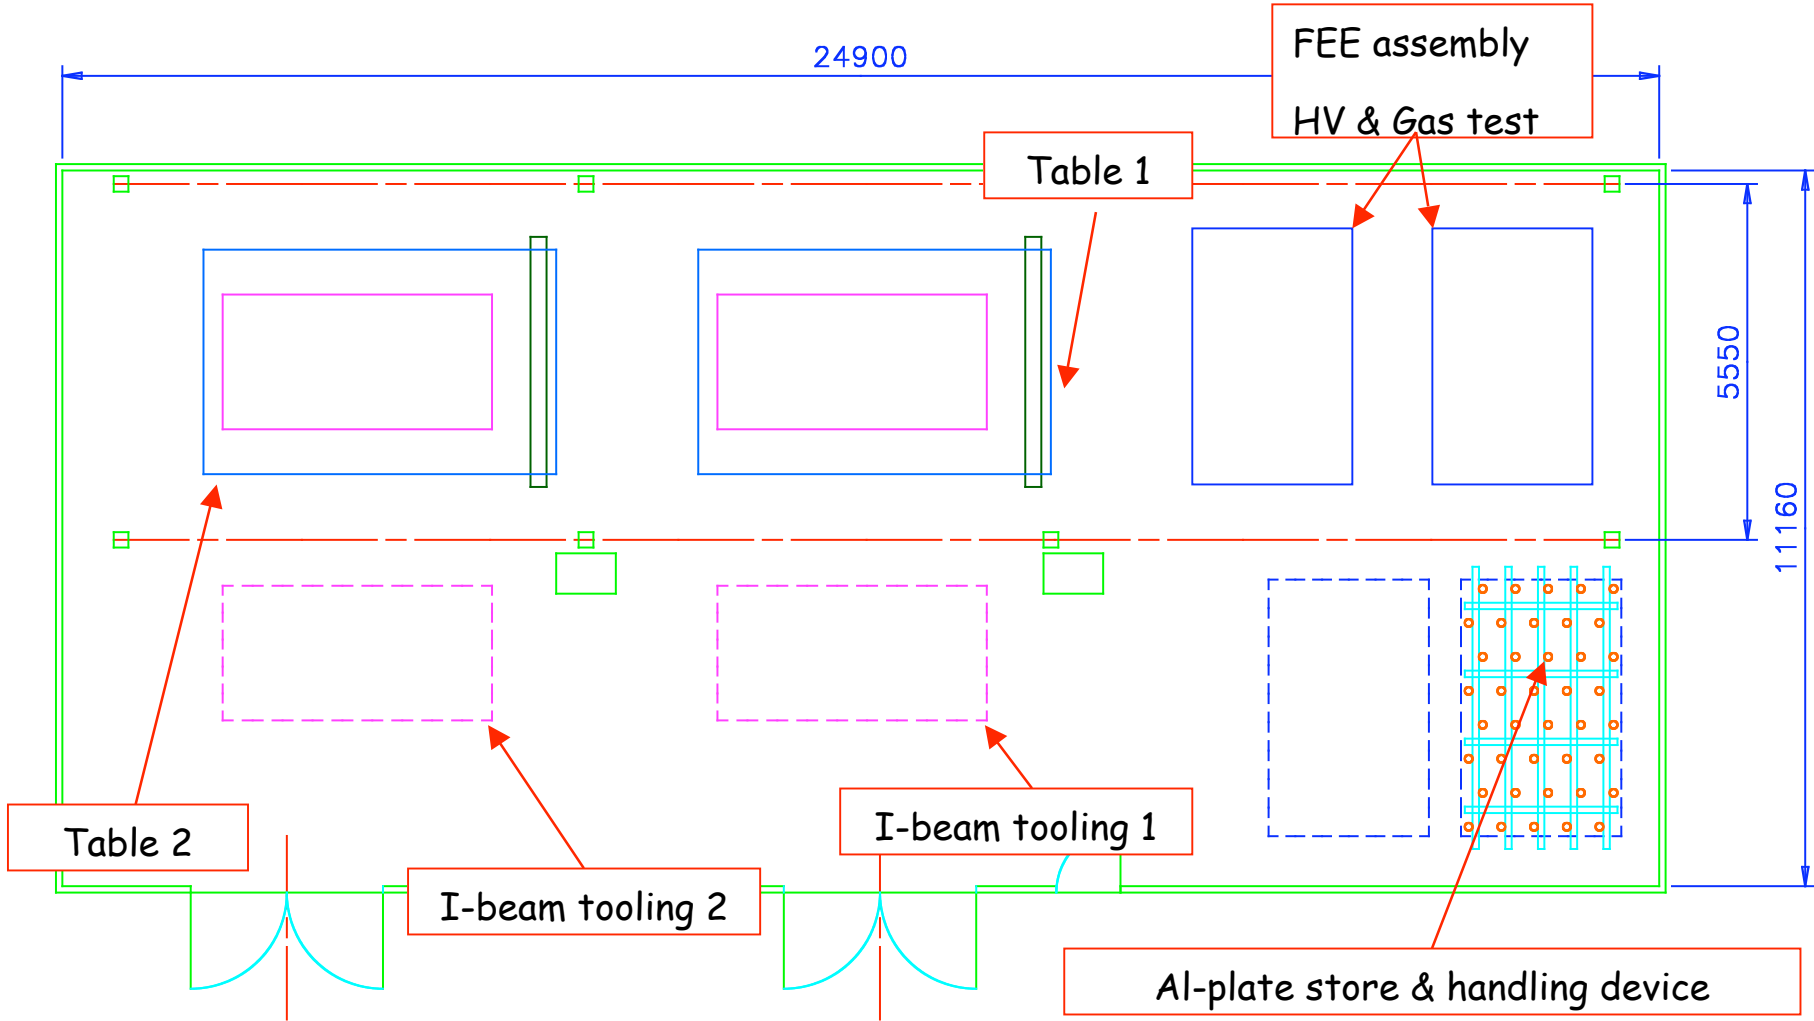 24900
FEE assembly
HV & Gas test
Table 1
5550
11160
Table 2
I-beam tooling 1
I-beam tooling 2
Al-plate store & handling device